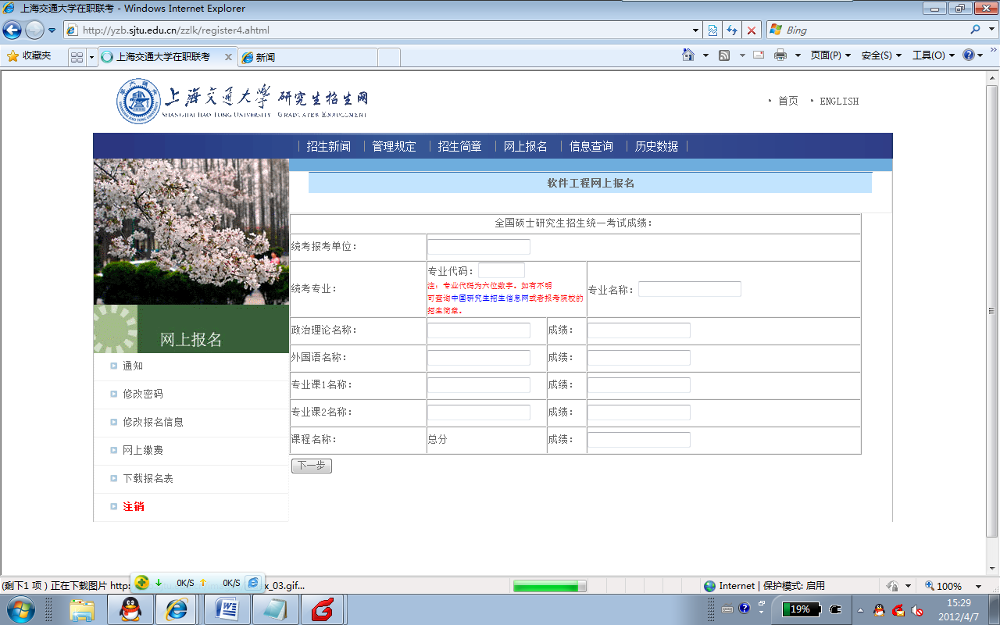 上海交通大学在职联考 - Windows Internet Explorer
http://yzb.sjtu.edu.cn/zzlk/register4.ahtml
Bing
收藏夹
上海交通大学在职联考
新闻
页面(P)
安全(S)
工具(O)
上海交通大学 研究生招生网
SHANGHAI JIAO TONG UNIVERSITY GRADUATES ENROLLMENT
· 首页 · ENGLISH
| 招生新闻 | 管理规定 | 招生简章 | 网上报名 | 信息查询 | 历史数据 |
软件工程网上报名
全国硕士研究生招生统一考试成绩：
统考报考单位：
统考专业：
专业代码：
注：专业代码为六位数字。如有不明
可查询中国研究生招生信息网或者报考院校的
招生简章。
专业名称：
政治理论名称： 成绩：
外国语名称： 成绩：
专业课1名称： 成绩：
专业课2名称： 成绩：
课程名称： 总分 成绩：
下一步
网上报名
通知
修改密码
修改报名信息
网上缴费
下载报名表
注销
(剩下1 项 ) 正在下载图片 http:
0K/S
0K/S
x_03.gif...
Internet | 保护模式: 启用
100%
19%
15:29
2012/4/7